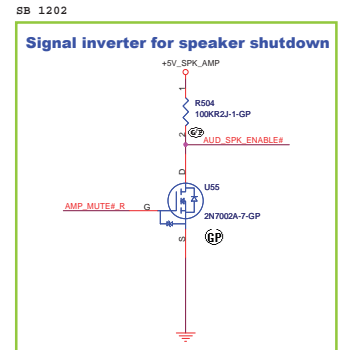 SB 1202
Signal inverter for speaker shutdown
+5V_SPK_AMP
1
R504
100KR2J-1-GP
2
GP
AUD_SPK_ENABLE#
D
U55
AMP_MUTE#_R
G
2N7002A-7-GP
S
GP